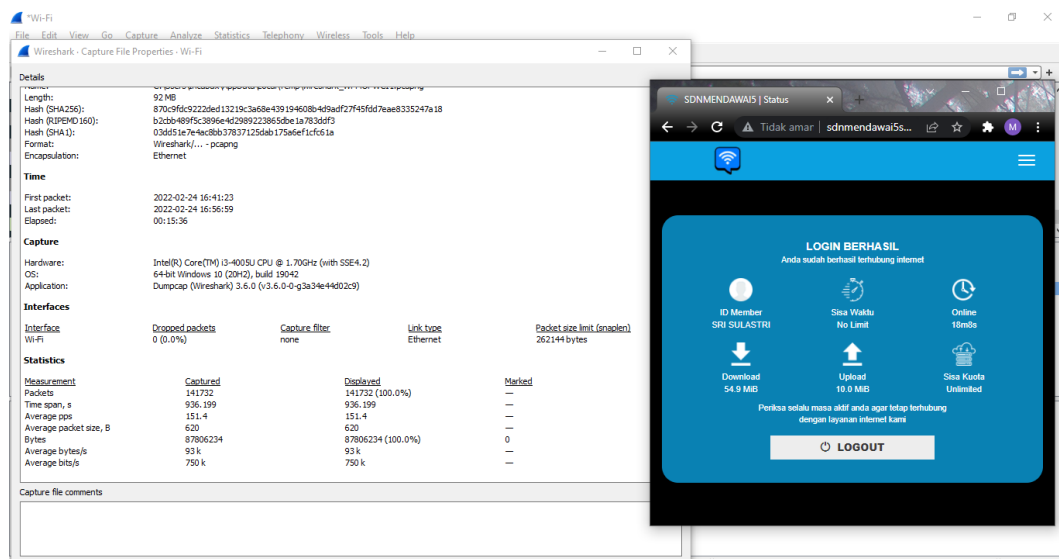 *Wi-Fi
File Edit View Go Capture Analyze Statistics Telephony Wireless Tools Help
Wireshark · Capture File Properties · Wi-Fi
Details
Length: 92 MB
Hash (SHA256): 870c9fdc9222ded13219c3a68e439194608b4d9adf27f45fdd7eae8335247a18
Hash (RIPEMD160): b2cbb489f5c3896e4d2989223865dbe1a783ddf3
Hash (SHA1): 03dd51e7e4ac8bb37837125dab175a6ef1cfc61a
Format: Wireshark/... - pcapng
Encapsulation: Ethernet
Time
First packet: 2022-02-24 16:41:23
Last packet: 2022-02-24 16:56:59
Elapsed: 00:15:36
Capture
Hardware: Intel(R) Core(TM) i3-4005U CPU @ 1.70GHz (with SSE4.2)
OS: 64-bit Windows 10 (20H2), build 19042
Application: Dumpcap (Wireshark) 3.6.0 (v3.6.0-0-g3a34e44d02c9)
Interfaces
Interface Dropped packets Capture filter Link type Packet size limit (snaplen)
Wi-Fi 0 (0.0%) none Ethernet 262144 bytes
Statistics
Measurement Captured Displayed Marked
Packets 141732 141732 (100.0%) —
Time span, s 936.199 936.199 —
Average pps 151.4 151.4 —
Average packet size, B 620 620 —
Bytes 87806234 87806234 (100.0%) 0
Average bytes/s 93 k 93 k —
Average bits/s 750 k 750 k —
Capture file comments
SDNMENDAWAI5 | Status
Tidak amar sdnmendawai5s... M
LOGIN BERHASIL
Anda sudah berhasil terhubung internet
ID Member Sisa Waktu Online
SRI SULASTRI No Limit 18m8s
Download Upload Sisa Kuota
54.9 MiB 10.0 MiB Unlimited
Periksa selalu masa aktif anda agar tetap terhubung
dengan layanan internet kami
LOGOUT